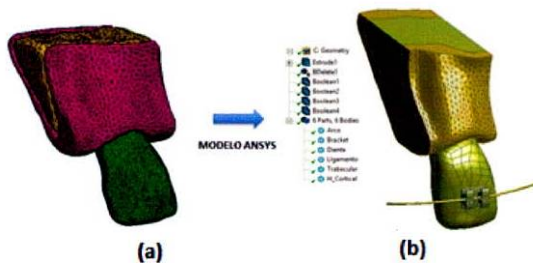 C: Geometry
Extrude1
BDelete1
Boolean1
Boolean2
Boolean3
Boolean4
6 Parts, 6 Bodies
Arco
Bracket
Diente
Ligamento
Trabecular
H_Cortical
MODELO ANSYS
(a)
(b)